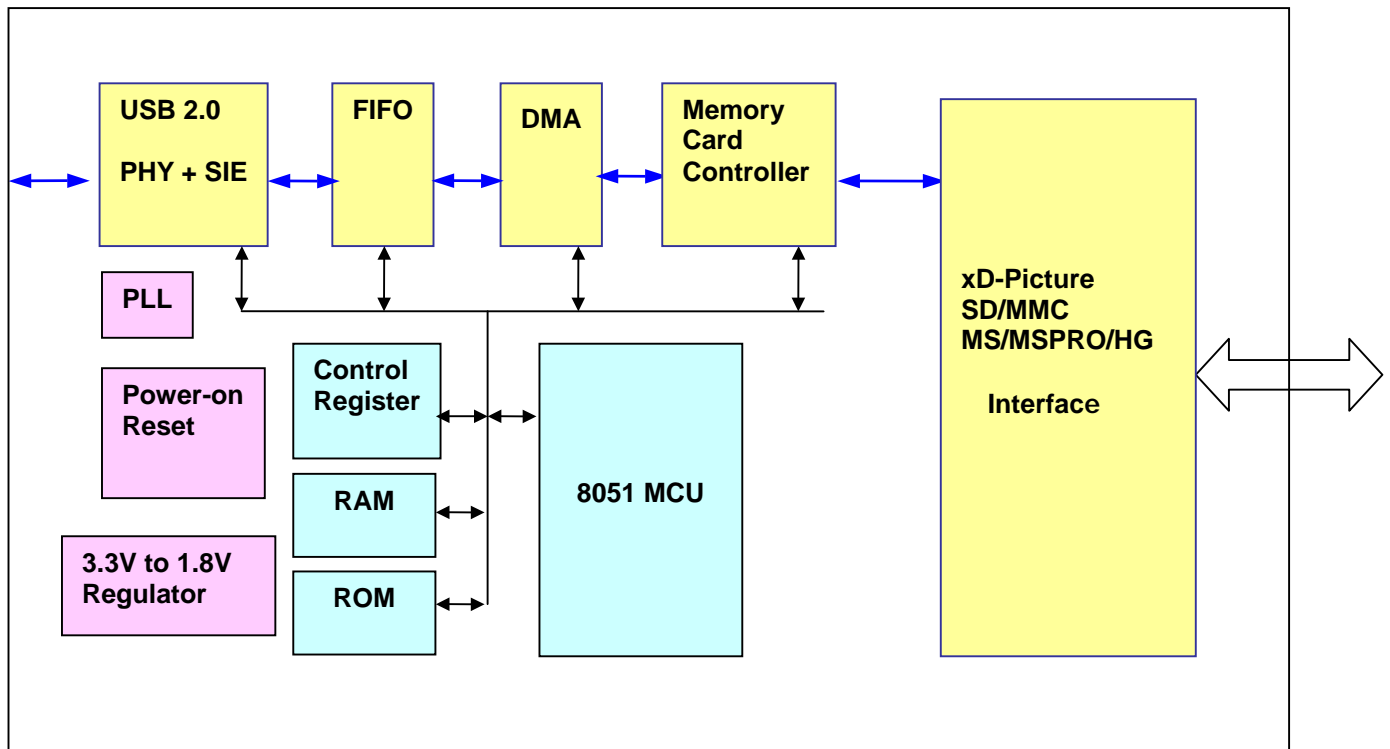 USB 2.0
PHY + SIE
FIFO
DMA
Memory
Card
Controller
xD-Picture
SD/MMC
MS/MSPRO/HG
Interface
PLL
Power-on
Reset
3.3V to 1.8V
Regulator
Control
Register
RAM
ROM
8051 MCU